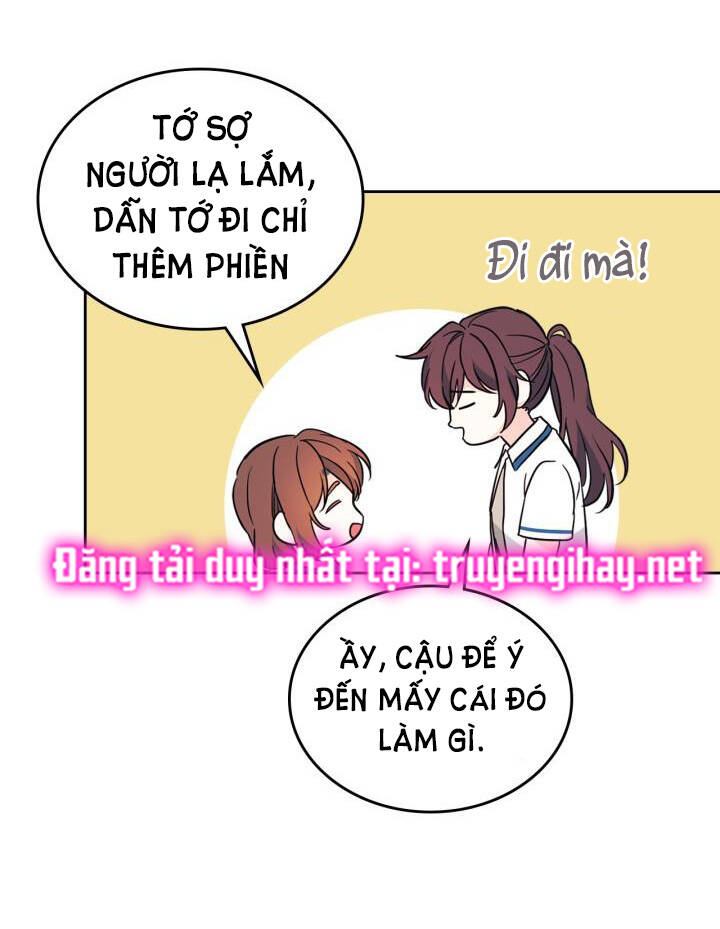 TỚ SỢ
NGƯỜI LẠ LẮM,
DẪN TỚ ĐI CHỈ
THÊM PHIỀN
Đi đi mà!
Đăng tải duy nhất tại: truyengihay.net
ẦY, CẬU ĐỂ Ý
ĐẾN MẤY CÁI ĐÓ
LÀM GÌ.